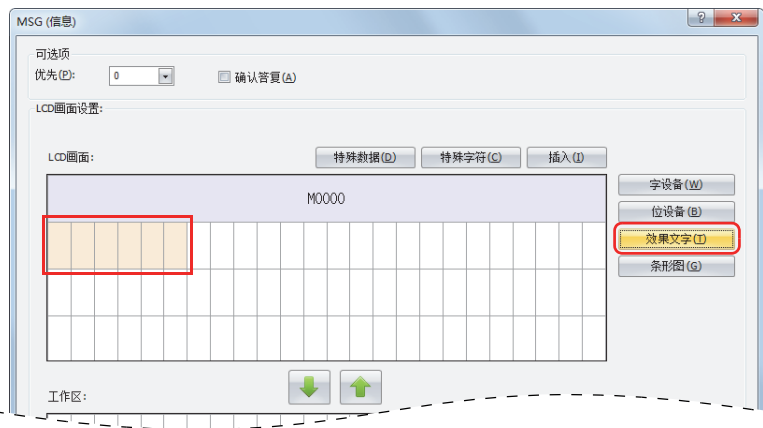 MSG (信息)
可选项
优先(P): 0 确认答复(A)
LCD画面设置:
LCD画面: 特殊数据(D) 特殊字符(C) 插入(I)
M0000
字设备(W)
位设备(B)
效果文字(T)
条形图(G)
工作区: